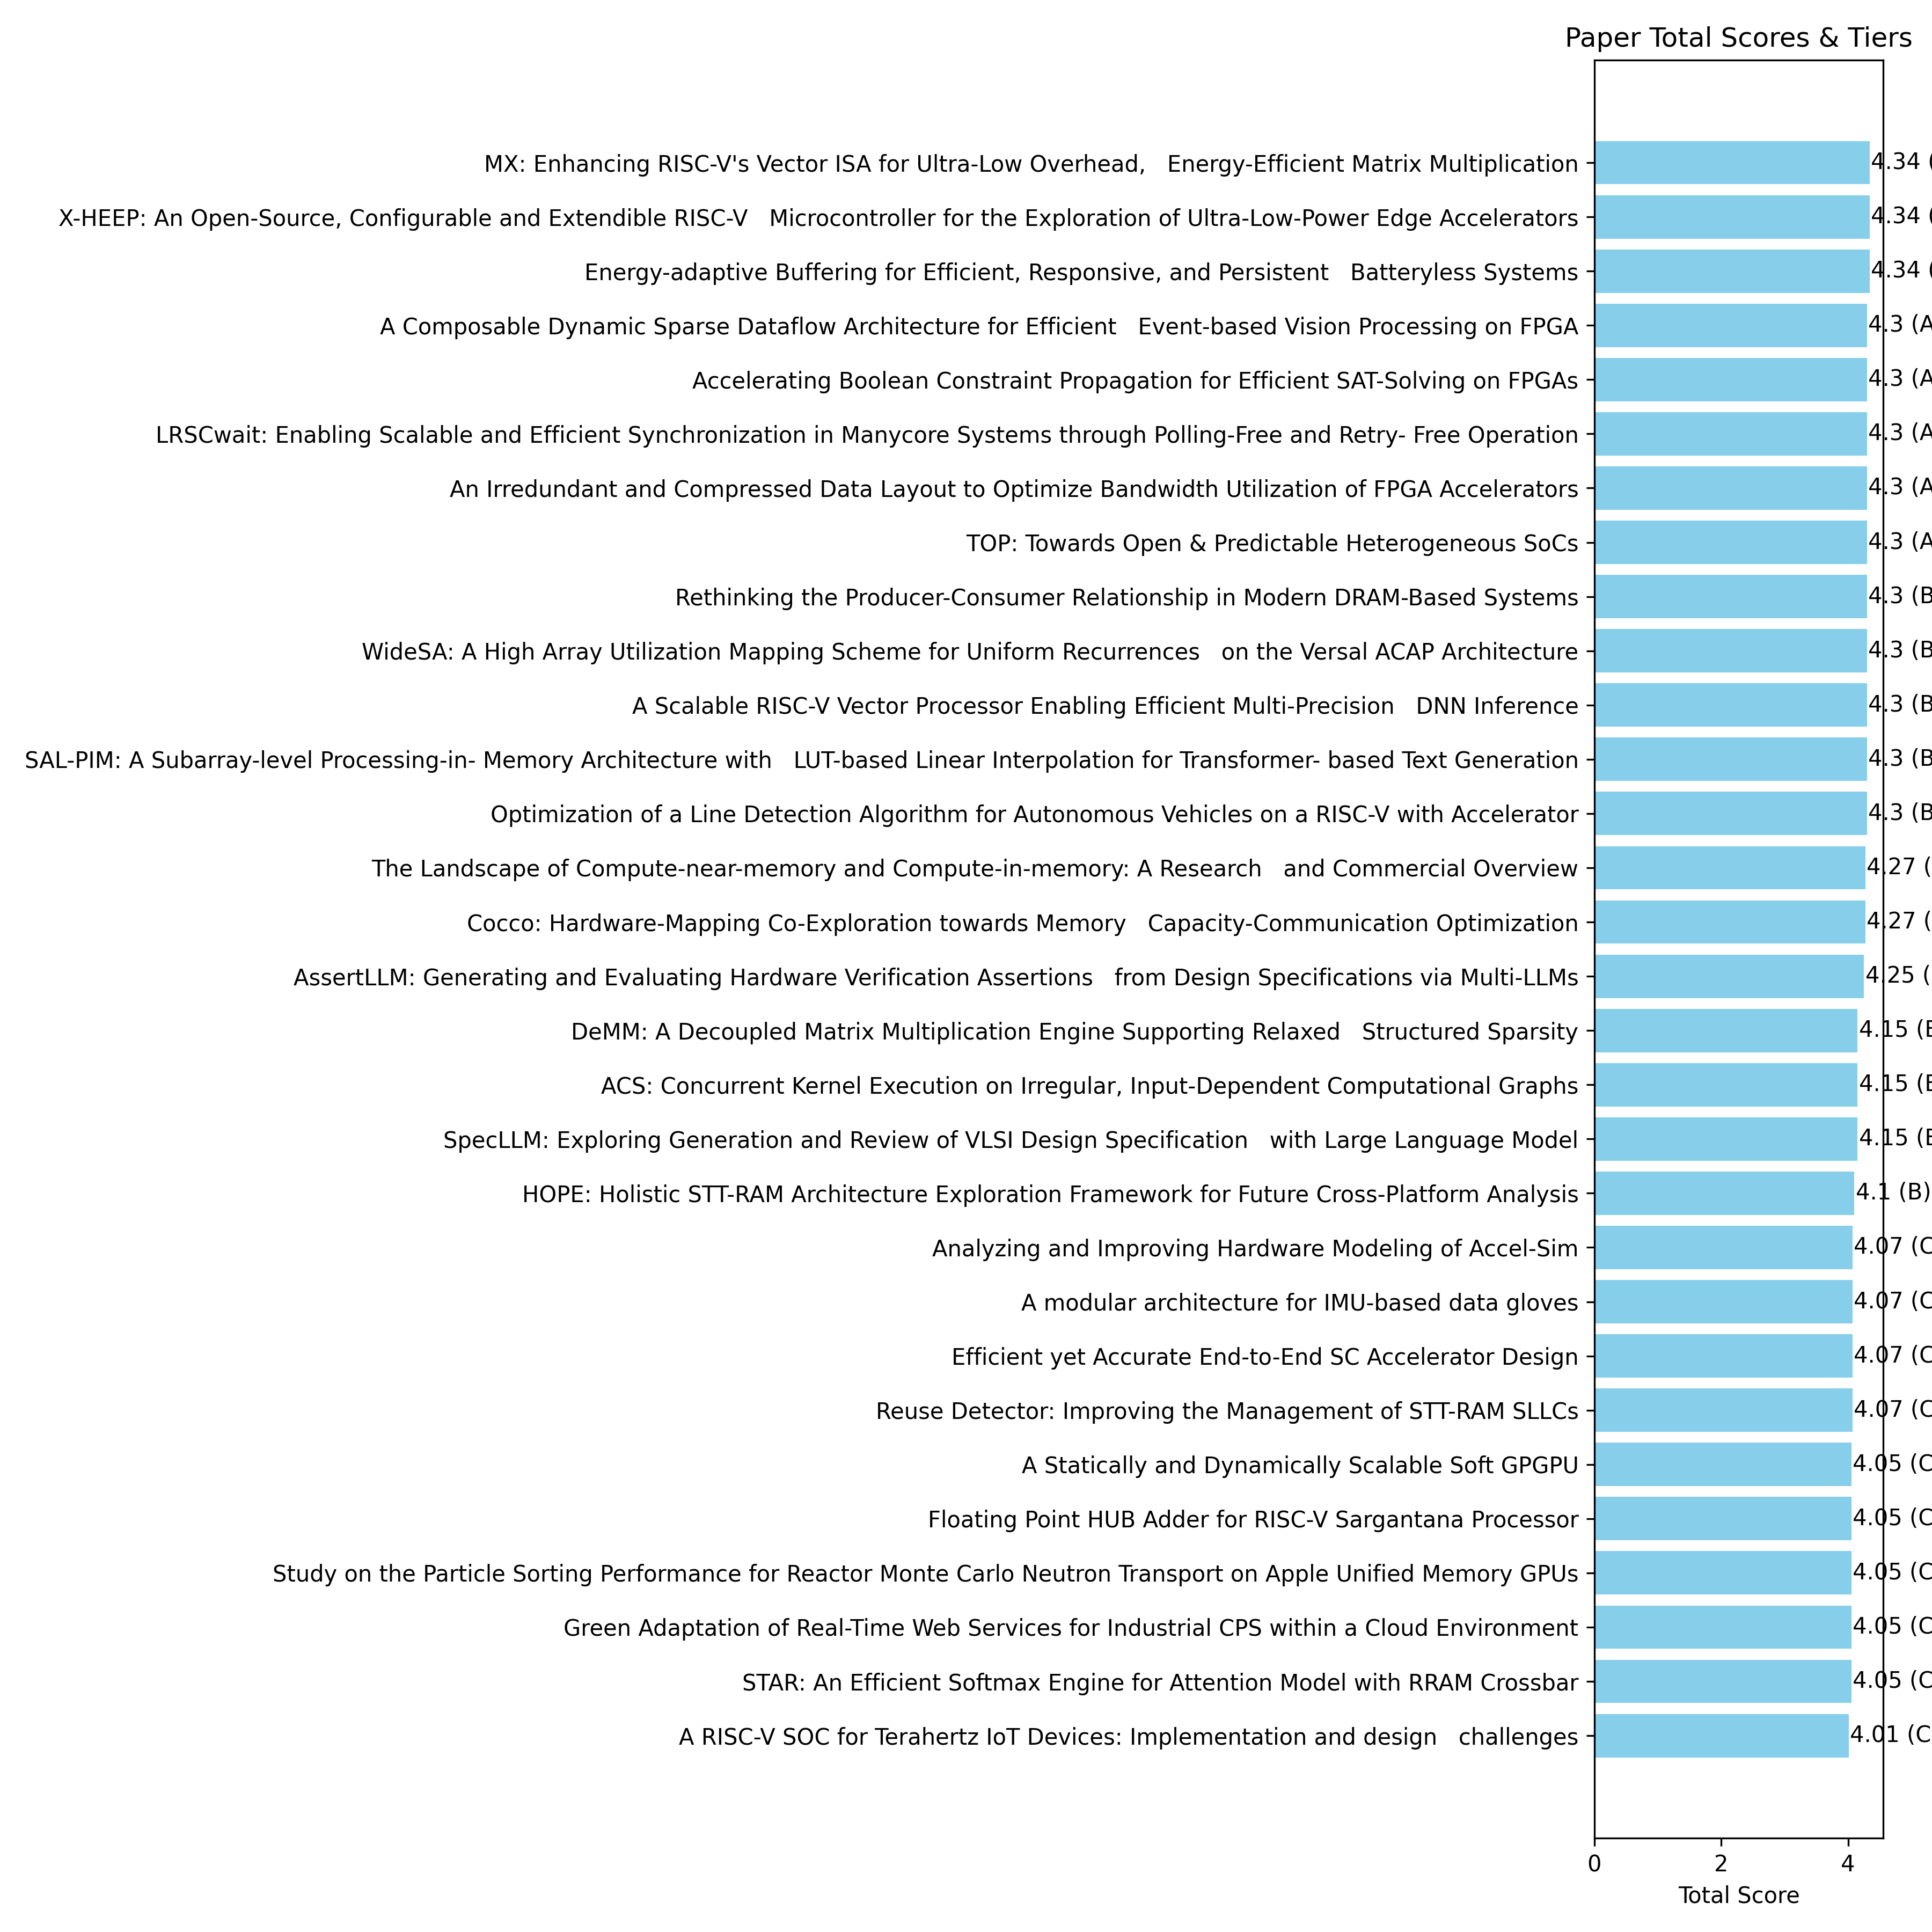 Paper Total Scores & Tiers
MX: Enhancing RISC-V's Vector ISA for Ultra-Low Overhead,   Energy-Efficient Matrix Multiplication 4.34 (
X-HEEP: An Open-Source, Configurable and Extendible RISC-V   Microcontroller for the Exploration of Ultra-Low-Power Edge Accelerators 4.34 (
Energy-adaptive Buffering for Efficient, Responsive, and Persistent   Batteryless Systems 4.34 (
A Composable Dynamic Sparse Dataflow Architecture for Efficient   Event-based Vision Processing on FPGA 4.3 (A
Accelerating Boolean Constraint Propagation for Efficient SAT-Solving on FPGAs 4.3 (A
LRSCwait: Enabling Scalable and Efficient Synchronization in Manycore Systems through Polling-Free and Retry- Free Operation 4.3 (A
An Irredundant and Compressed Data Layout to Optimize Bandwidth Utilization of FPGA Accelerators 4.3 (A
TOP: Towards Open & Predictable Heterogeneous SoCs 4.3 (A
Rethinking the Producer-Consumer Relationship in Modern DRAM-Based Systems 4.3 (B
WideSA: A High Array Utilization Mapping Scheme for Uniform Recurrences   on the Versal ACAP Architecture 4.3 (B
A Scalable RISC-V Vector Processor Enabling Efficient Multi-Precision   DNN Inference 4.3 (B
SAL-PIM: A Subarray-level Processing-in- Memory Architecture with   LUT-based Linear Interpolation for Transformer- based Text Generation 4.3 (B
Optimization of a Line Detection Algorithm for Autonomous Vehicles on a RISC-V with Accelerator 4.3 (B
The Landscape of Compute-near-memory and Compute-in-memory: A Research   and Commercial Overview 4.27 (
Cocco: Hardware-Mapping Co-Exploration towards Memory   Capacity-Communication Optimization 4.27 (
AssertLLM: Generating and Evaluating Hardware Verification Assertions   from Design Specifications via Multi-LLMs 4.25 (
DeMM: A Decoupled Matrix Multiplication Engine Supporting Relaxed   Structured Sparsity 4.15 (B
ACS: Concurrent Kernel Execution on Irregular, Input-Dependent Computational Graphs 4.15 (B
SpecLLM: Exploring Generation and Review of VLSI Design Specification   with Large Language Model 4.15 (B
HOPE: Holistic STT-RAM Architecture Exploration Framework for Future Cross-Platform Analysis 4.1 (B)
Analyzing and Improving Hardware Modeling of Accel-Sim 4.07 (C
A modular architecture for IMU-based data gloves 4.07 (C
Efficient yet Accurate End-to-End SC Accelerator Design 4.07 (C
Reuse Detector: Improving the Management of STT-RAM SLLCs 4.07 (C
A Statically and Dynamically Scalable Soft GPGPU 4.05 (C
Floating Point HUB Adder for RISC-V Sargantana Processor 4.05 (C
Study on the Particle Sorting Performance for Reactor Monte Carlo Neutron Transport on Apple Unified Memory GPUs 4.05 (C
Green Adaptation of Real-Time Web Services for Industrial CPS within a Cloud Environment 4.05 (C
STAR: An Efficient Softmax Engine for Attention Model with RRAM Crossbar 4.05 (C
A RISC-V SOC for Terahertz IoT Devices: Implementation and design   challenges 4.01 (C
0 2 4
Total Score